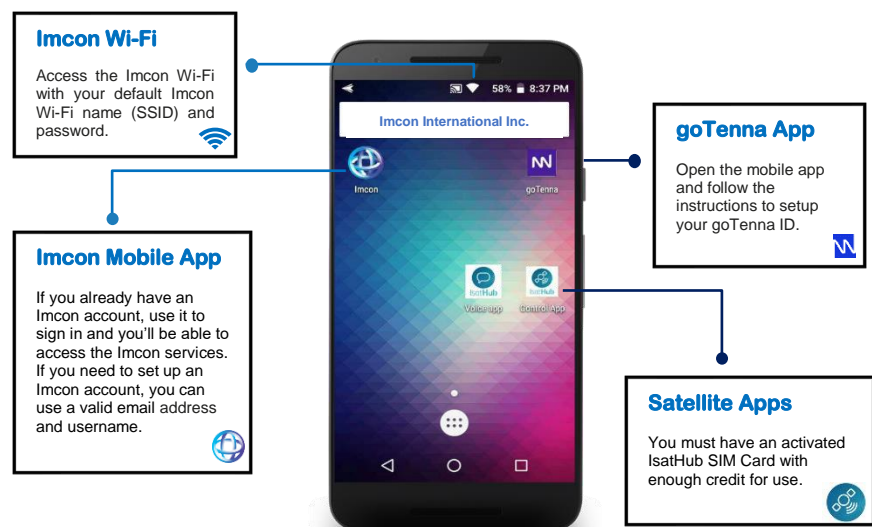 Imcon Wi-Fi
Access the Imcon Wi-Fi
with your default Imcon
Wi-Fi name (SSID) and
password.
58% 8:37 PM
Imcon International Inc.
Imcon
goTenna
IsatHub
IsatHub
Voice app
Control App
goTenna App
Open the mobile app
and follow the
instructions to setup
your goTenna ID.
Imcon Mobile App
If you already have an
Imcon account, use it to
sign in and you’ll be able to
access the Imcon services.
If you need to set up an
Imcon account, you can
use a valid email address
and username.
Satellite Apps
You must have an activated
IsatHub SIM Card with
enough credit for use.